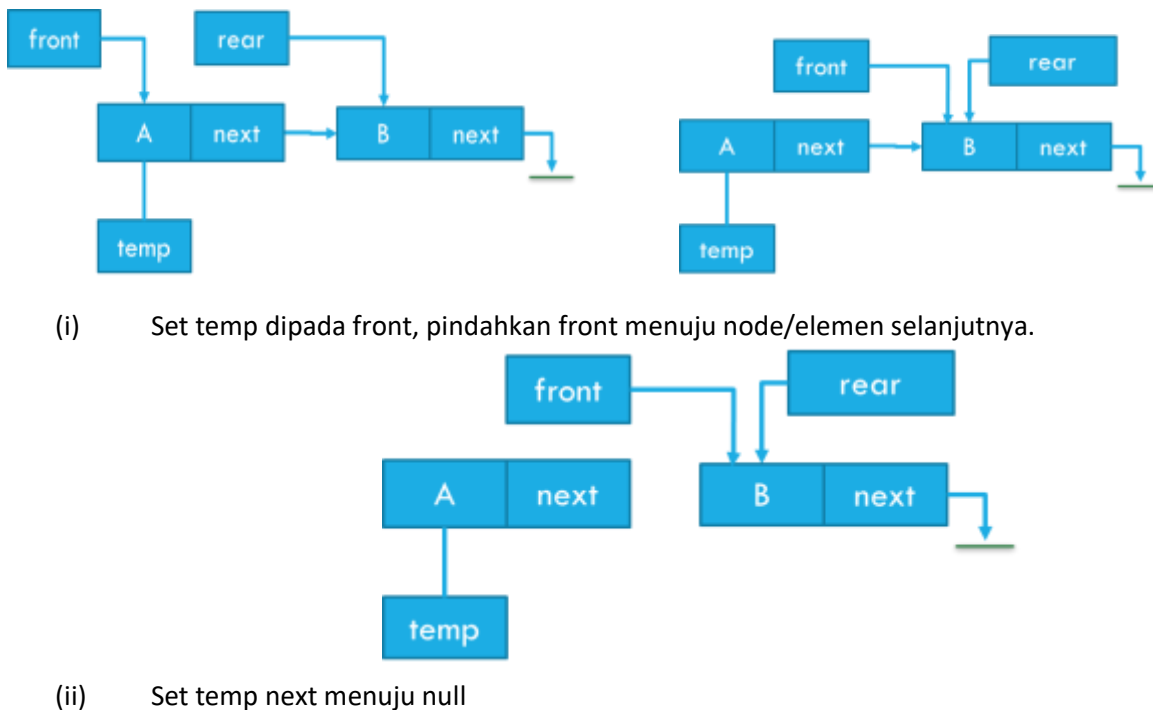 front
rear
A next
B next
temp
front
rear
A next
B next
temp
(i) Set temp dipada front, pindahkan front menuju node/elemen selanjutnya.
front
rear
A next
B next
temp
(ii) Set temp next menuju null